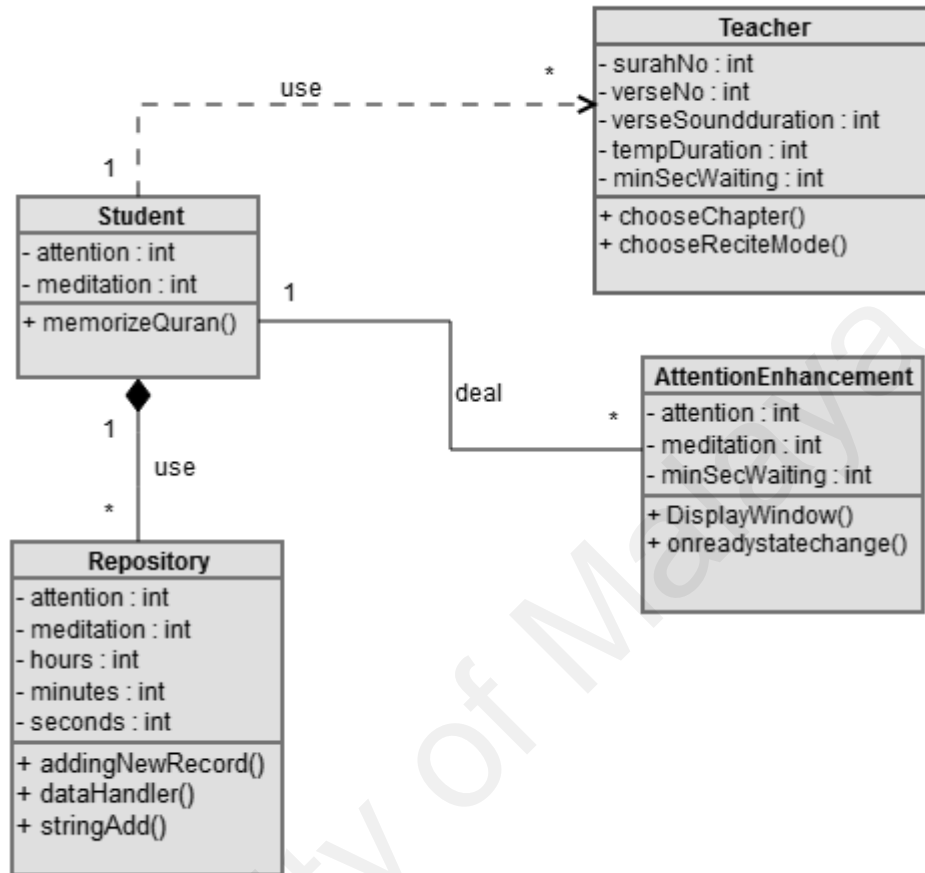 Teacher
- surahNo : int
- verseNo : int
- verseSoundduration : int
- tempDuration : int
- minSecWaiting : int
+ chooseChapter()
+ chooseReciteMode()
use
*
1
Student
- attention : int
- meditation : int
+ memorizeQuran()
1
deal
*
AttentionEnhancement
- attention : int
- meditation : int
- minSecWaiting : int
+ DisplayWindow()
+ onreadystatechange()
1
use
*
Repository
- attention : int
- meditation : int
- hours : int
- minutes : int
- seconds : int
+ addingNewRecord()
+ dataHandler()
+ stringAdd()
of Malaya